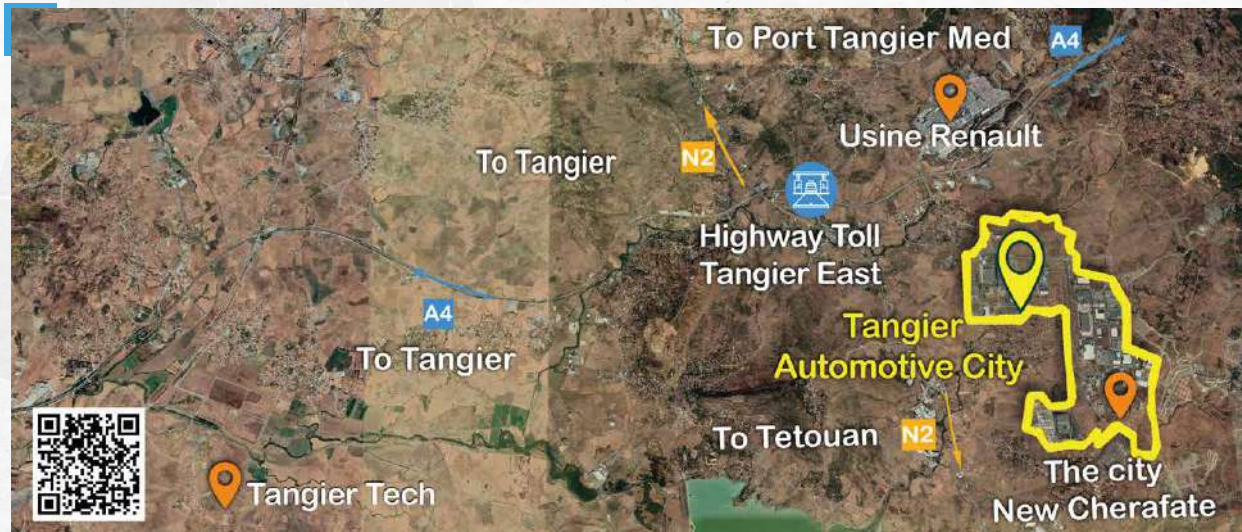 To Port Tangier Med
A4
Usine Renault
To Tangier
N2
Highway Toll
Tangier East
A4
To Tangier
Tangier
Automotive City
To Tetouan
N2
The city
New Cherafate
Tangier Tech